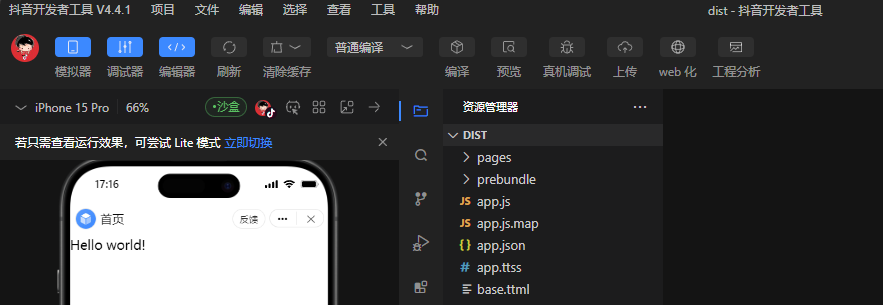 抖音开发者工具 V4.4.1 项目 文件 编辑 选择 查看 工具 帮助 dist - 抖音开发者工具
模拟器 调试器 编辑器 刷新 清除缓存 普通编译 编译 预览 真机调试 上传 web 化 工程分析
iPhone 15 Pro 66% •沙盒
资源管理器 ...
若只需查看运行效果，可尝试 Lite 模式 立即切换
DIST
pages
prebundle
JS app.js
JS app.js.map
{} app.json
# app.ttss
base.ttml
17:16
首页 反馈
Hello world!